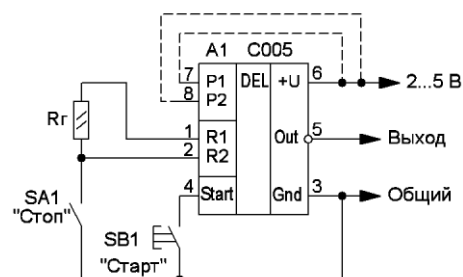 A1 C005
7 P1 DEL +U 6 2...5 В
8 P2
Rг
1 R1 Out 5 Выход
2 R2
SA1 4 Start Gnd 3 Общий
"Стоп"
SB1
"Старт"